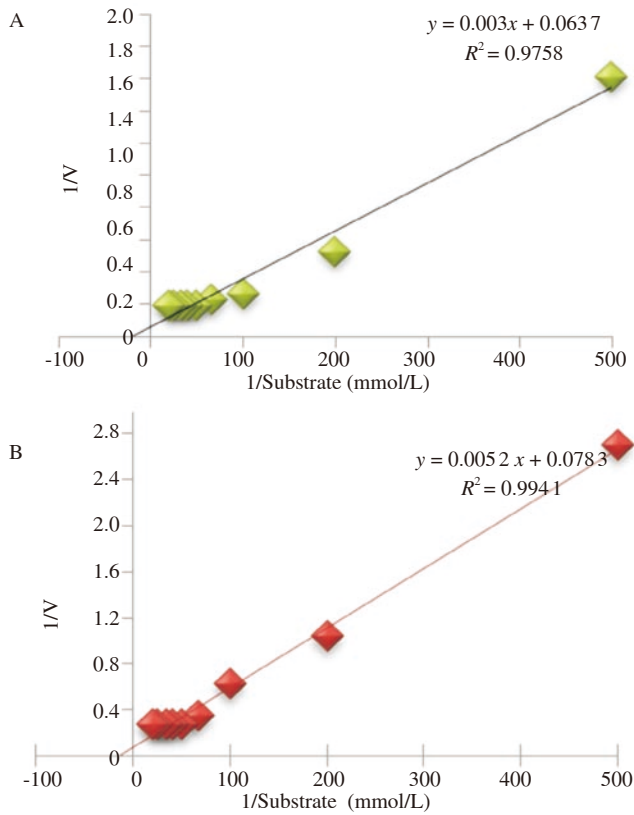 A
y = 0.003x + 0.0637
R² = 0.9758
2.0
1.8
1.6
1.4
1.0
0.8
0.6
0.4
0.2
0
1/V
-100 0 100 200 300 400 500
1/Substrate (mmol/L)
B
y = 0.0052 x + 0.0783
R² = 0.9941
2.8
2.4
2.0
1.6
1.2
0.8
0.4
0
1/V
-100 0 100 200 300 400 500
1/Substrate (mmol/L)